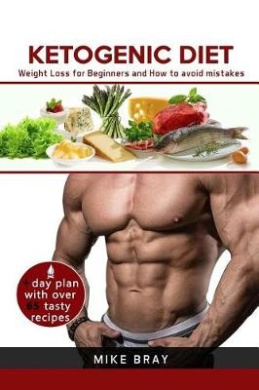 KETOGENIC DIET
Weight Loss for Beginners and How to avoid mistakes
day plan
with over
tasty
recipes
MIKE BRAY